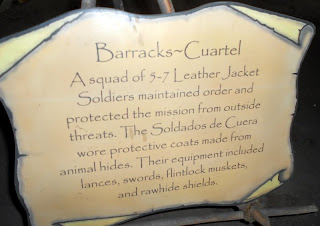 Barracks~Cuartel
A squad of 5-7 Leather Jacket
Soldiers maintained order and
protected the mission from outside
threats. The Soldados de Cuera
wore protective coats made from
animal hides. Their equipment included
lances, swords, flintlock muskets,
and rawhide shields.